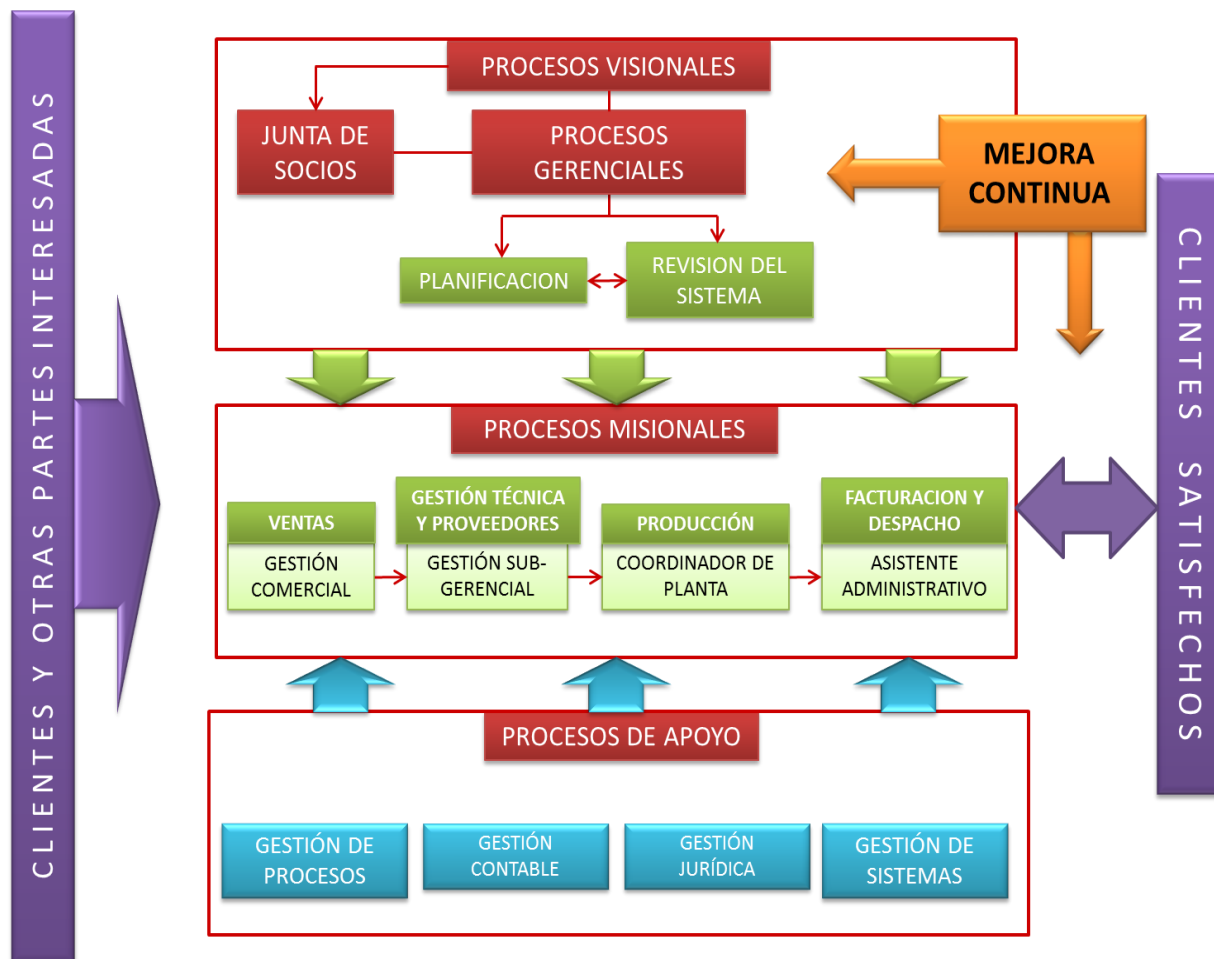 CLIENTES Y OTRAS PARTES INTERESADAS
PROCESOS VISIONALES
JUNTA DE
SOCIOS
PROCESOS
GERENCIALES
PLANIFICACION
REVISION DEL
SISTEMA
MEJORA
CONTINUA
CLIENTES SATISFECHOS
PROCESOS MISIONALES
VENTAS
GESTIÓN
COMERCIAL
GESTIÓN TÉCNICA
Y PROVEEDORES
GESTIÓN SUB-
GERENCIAL
PRODUCCIÓN
COORDINADOR DE
PLANTA
FACTURACION Y
DESPACHO
ASISTENTE
ADMINISTRATIVO
PROCESOS DE APOYO
GESTIÓN DE
PROCESOS
GESTIÓN
CONTABLE
GESTIÓN
JURÍDICA
GESTIÓN DE
SISTEMAS